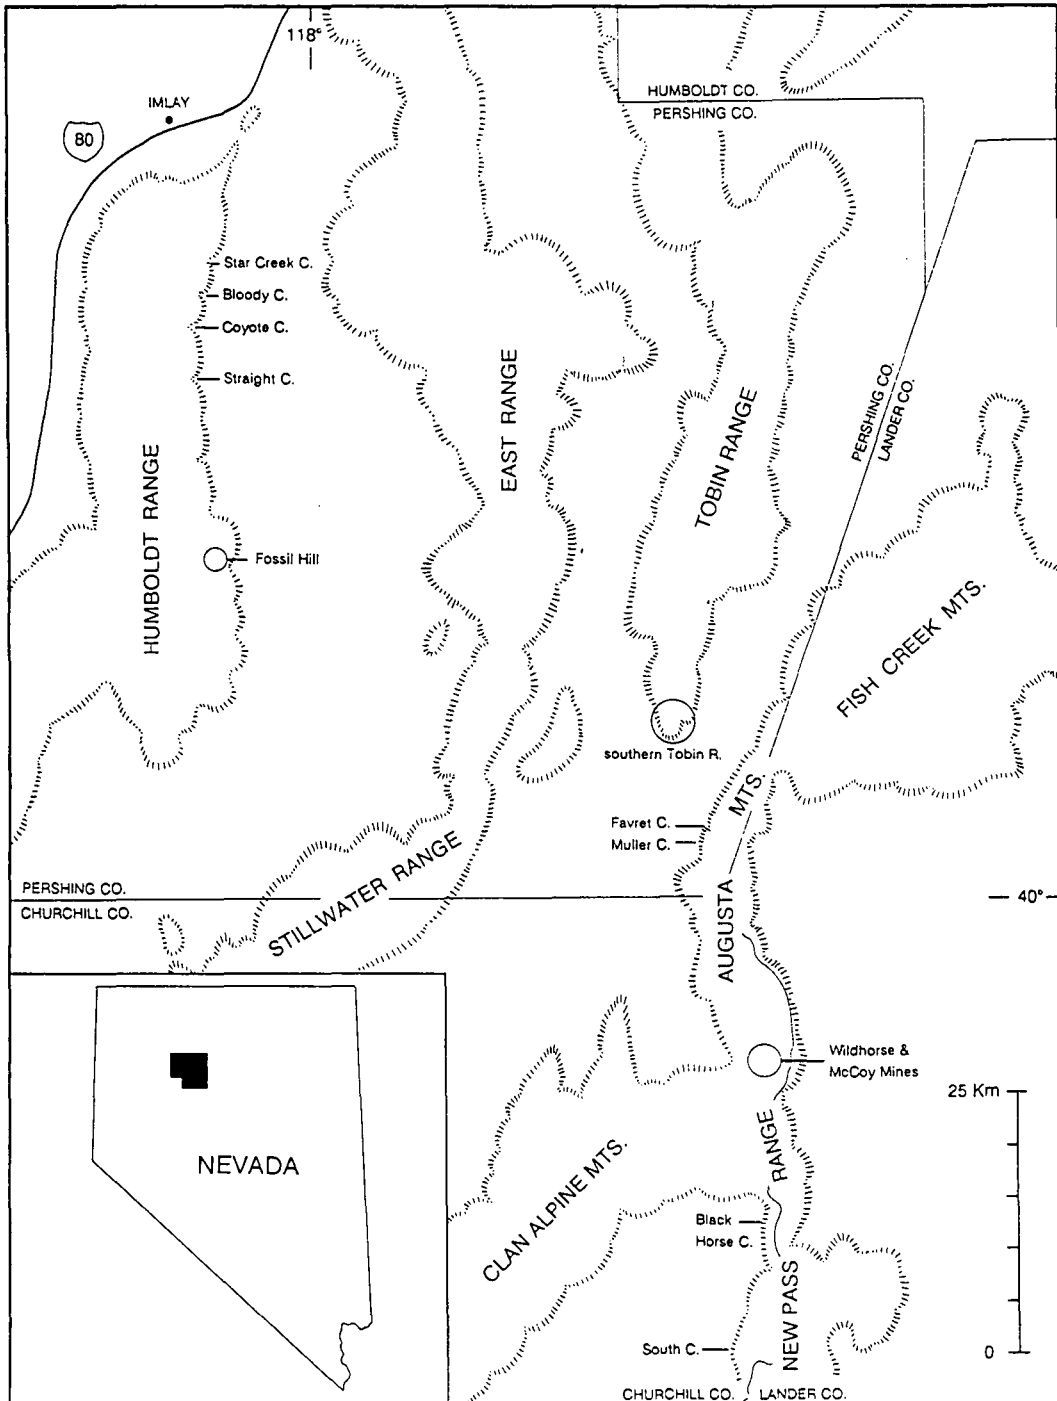 118°
IMLAY
80
HUMBOLDT CO.
PERSHING CO.
Star Creek C.
Bloody C.
Coyote C.
Straight C.
EAST RANGE
TOBIN RANGE
PERSHING CO.
LANDER CO.
HUMBOLDT RANGE
Fossil Hill
FISH CREEK MTS.
southern Tobin R.
Favret C.
Muller C.
AUGUSTA MTS.
STILLWATER RANGE
PERSHING CO.
CHURCHILL CO.
40°
Wildhorse &
McCoy Mines
25 Km
NEVADA
CLAN ALPINE MTS.
Black
Horse C.
NEW PASS RANGE
South C.
0
CHURCHILL CO.
LANDER CO.